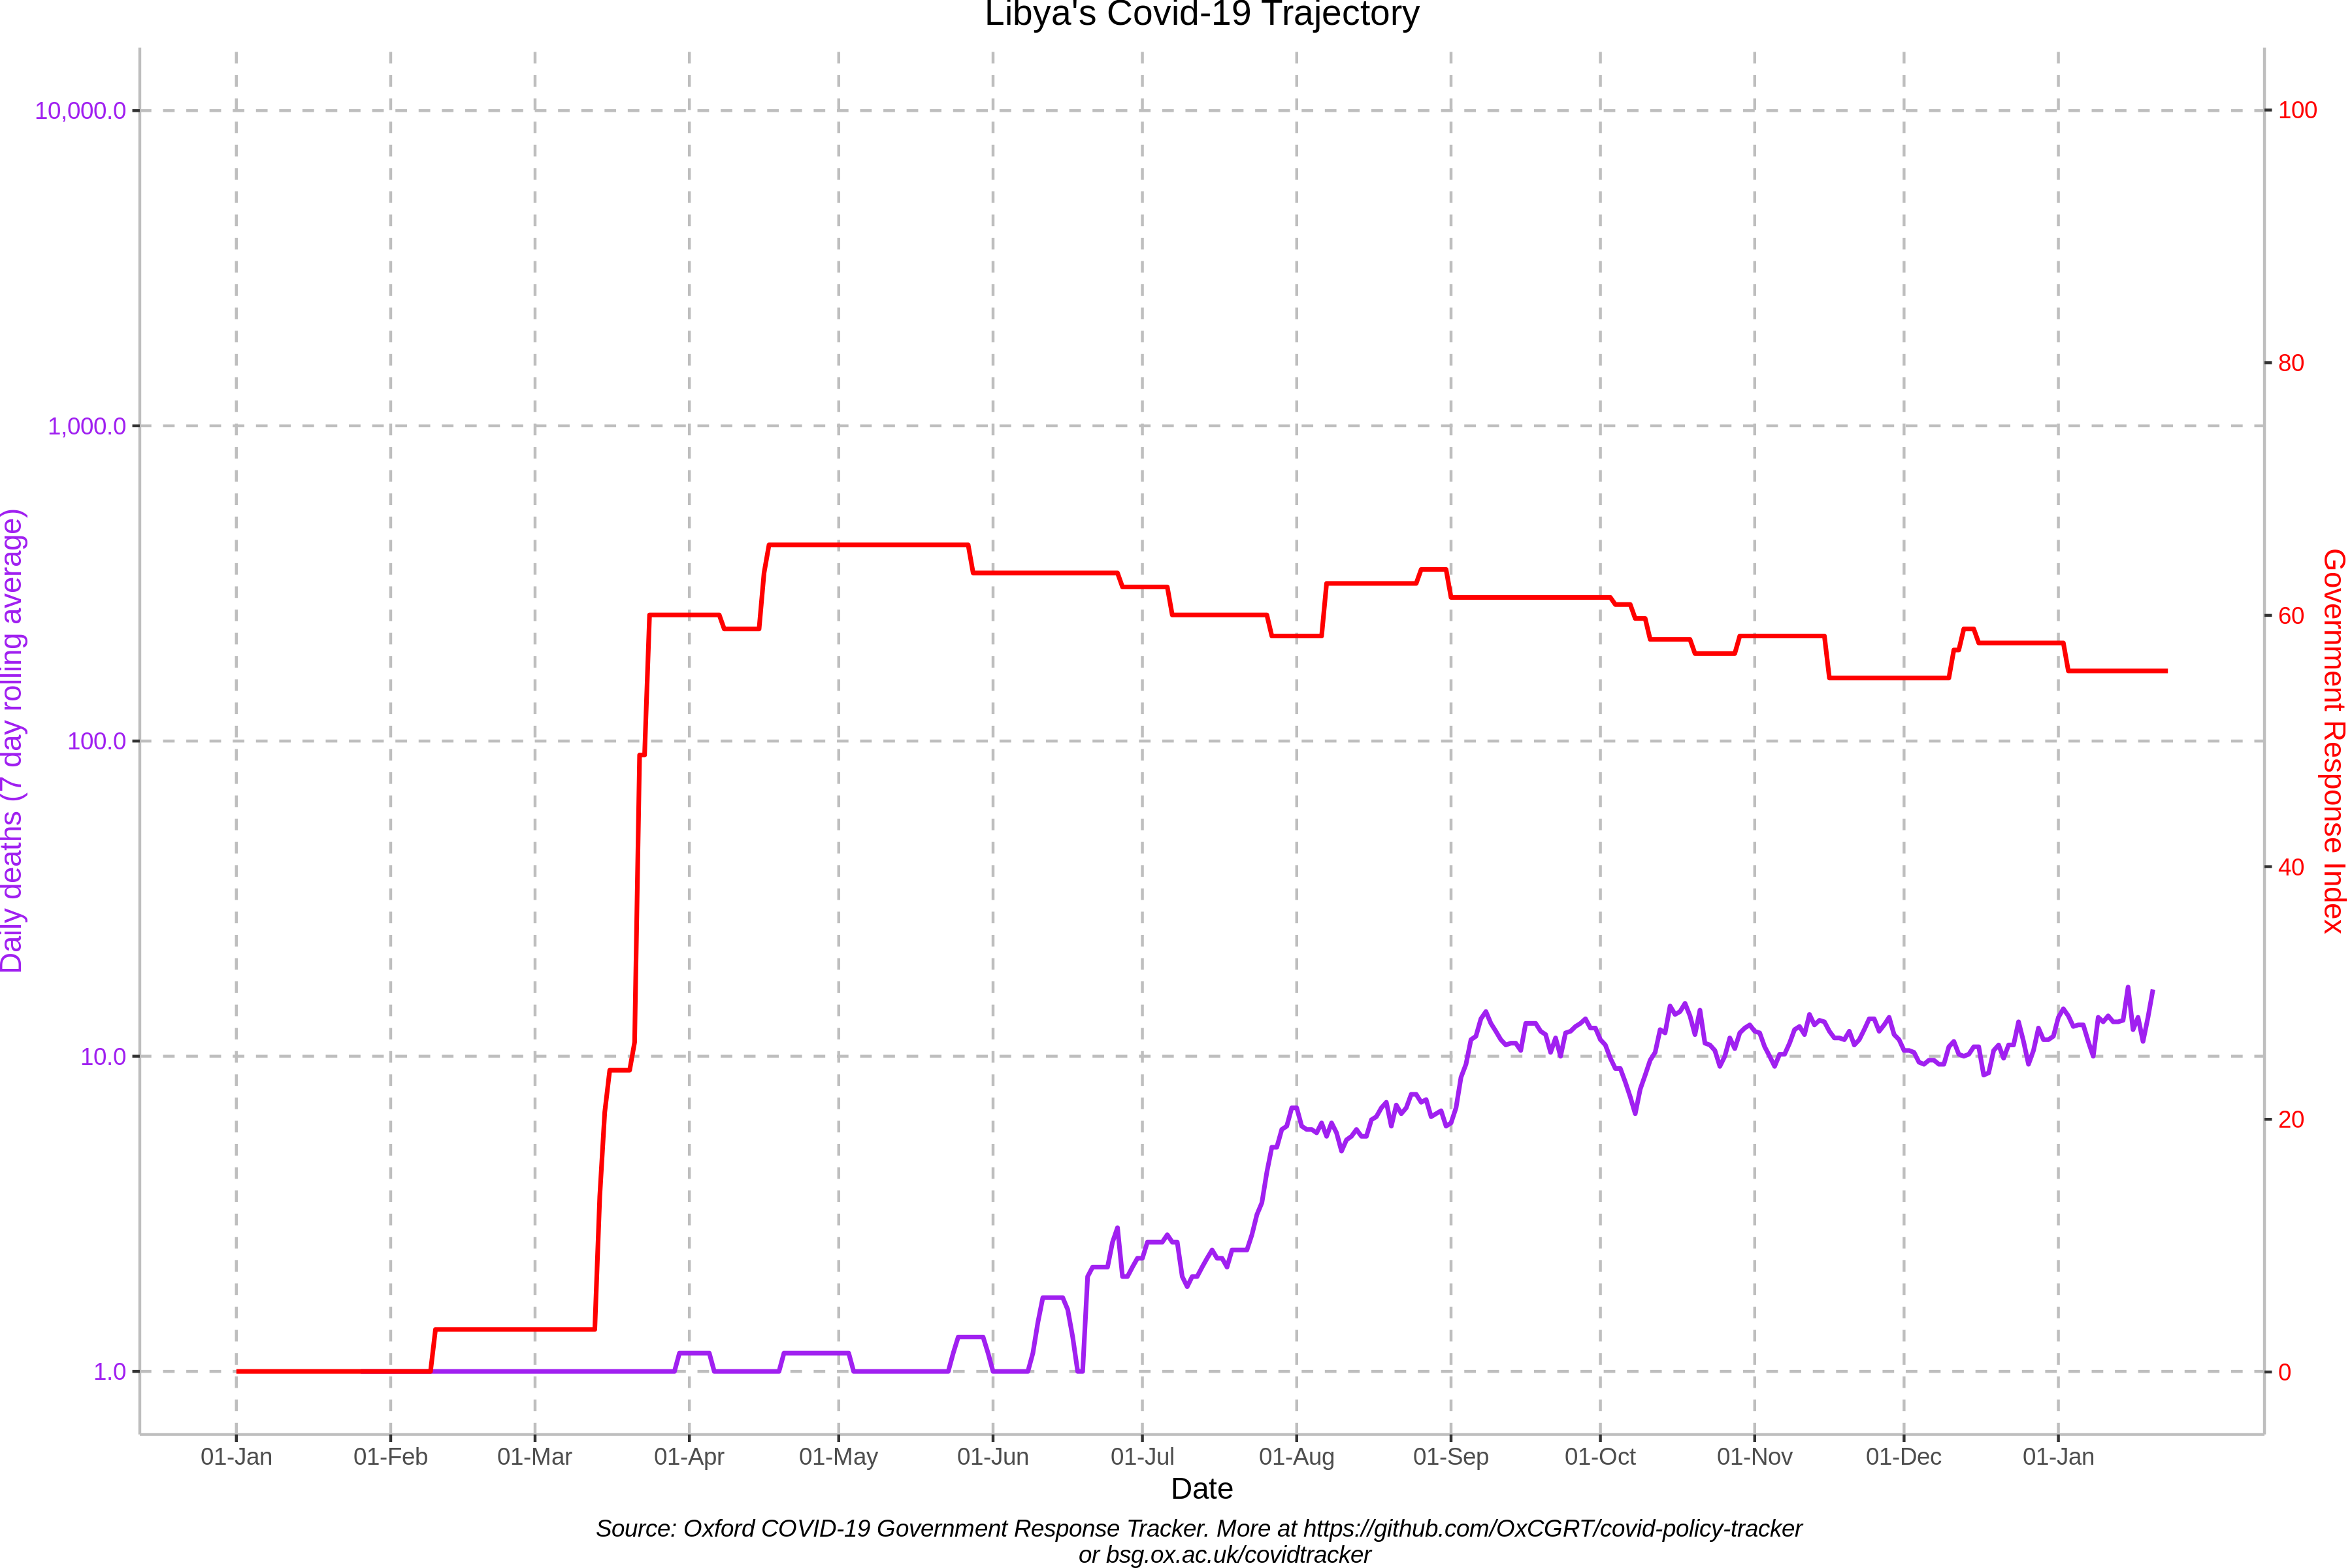 Libya's Covid-19 Trajectory
Daily deaths (7 day rolling average)
10,000.0
1,000.0
100.0
10.0
1.0
100
80
60
40
20
0
Government Response Index
01-Jan 01-Feb 01-Mar 01-Apr 01-May 01-Jun 01-Jul 01-Aug 01-Sep 01-Oct 01-Nov 01-Dec 01-Jan
Date
Source: Oxford COVID-19 Government Response Tracker. More at https://github.com/OxCGRT/covid-policy-tracker
or bsg.ox.ac.uk/covidtracker